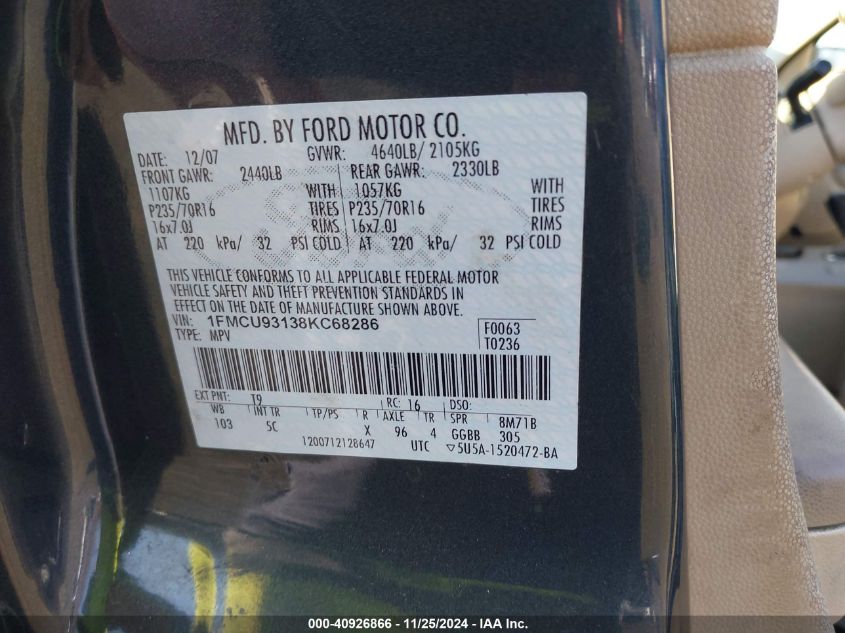 MFD. BY FORD MOTOR CO.
DATE: 12/07 GVWR: 4640LB/ 2105KG
FRONT GAWR: 2440LB REAR GAWR: 2330LB
1107KG WITH 1057KG WITH
P235/70R16 TIRES P235/70R16 TIRES
16x7.0J RIMS 16x7.0J RIMS
AT 220 kPa/ 32 PSI COLD AT 220 kPa/ 32 PSI COLD
THIS VEHICLE CONFORMS TO ALL APPLICABLE FEDERAL MOTOR
VEHICLE SAFETY AND THEFT PREVENTION STANDARDS IN
EFFECT ON THE DATE OF MANUFACTURE SHOWN ABOVE.
VIN: 1FMCU93138KC68286 F0063
TYPE: MPV T0236
EXT PNT: T9 RC: 16 DSO:
WB INT TR TP/PS R AXLE TR SPR 8M71B
103 5C X 96 4 GGBB 305
1200712128647 UTC ▽5U5A-1520472-BA
000-40926866 - 11/25/2024 - IAA Inc.